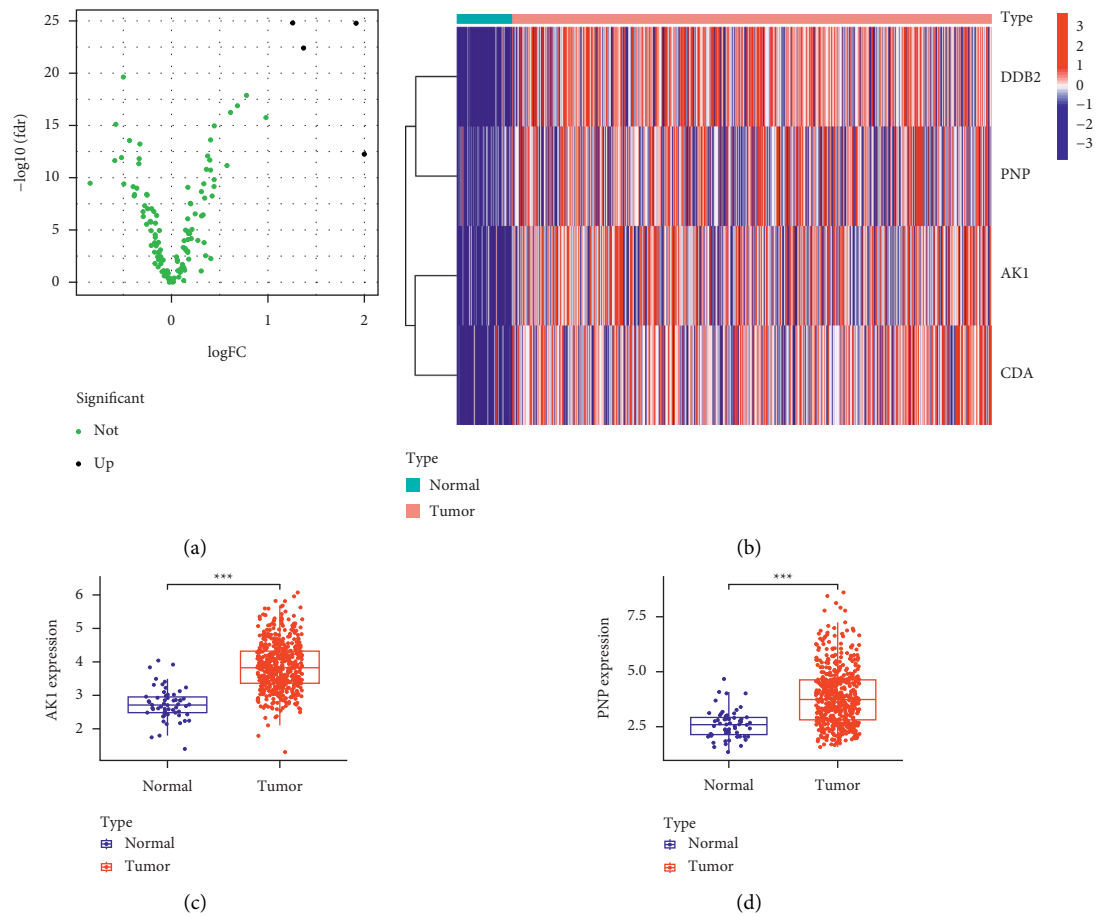 25
20
15
10
5
0
−log10 (fdr)
0
1
2
logFC
Significant
Not
Up
(a)
Type
DDB2
PNP
AK1
CDA
3
2
1
0
−1
−2
−3
Type
Normal
Tumor
(b)
***
6
5
4
3
2
AK1 expression
Normal
Tumor
Type
Normal
Tumor
(c)
***
7.5
5.0
2.5
PNP expression
Normal
Tumor
Type
Normal
Tumor
(d)